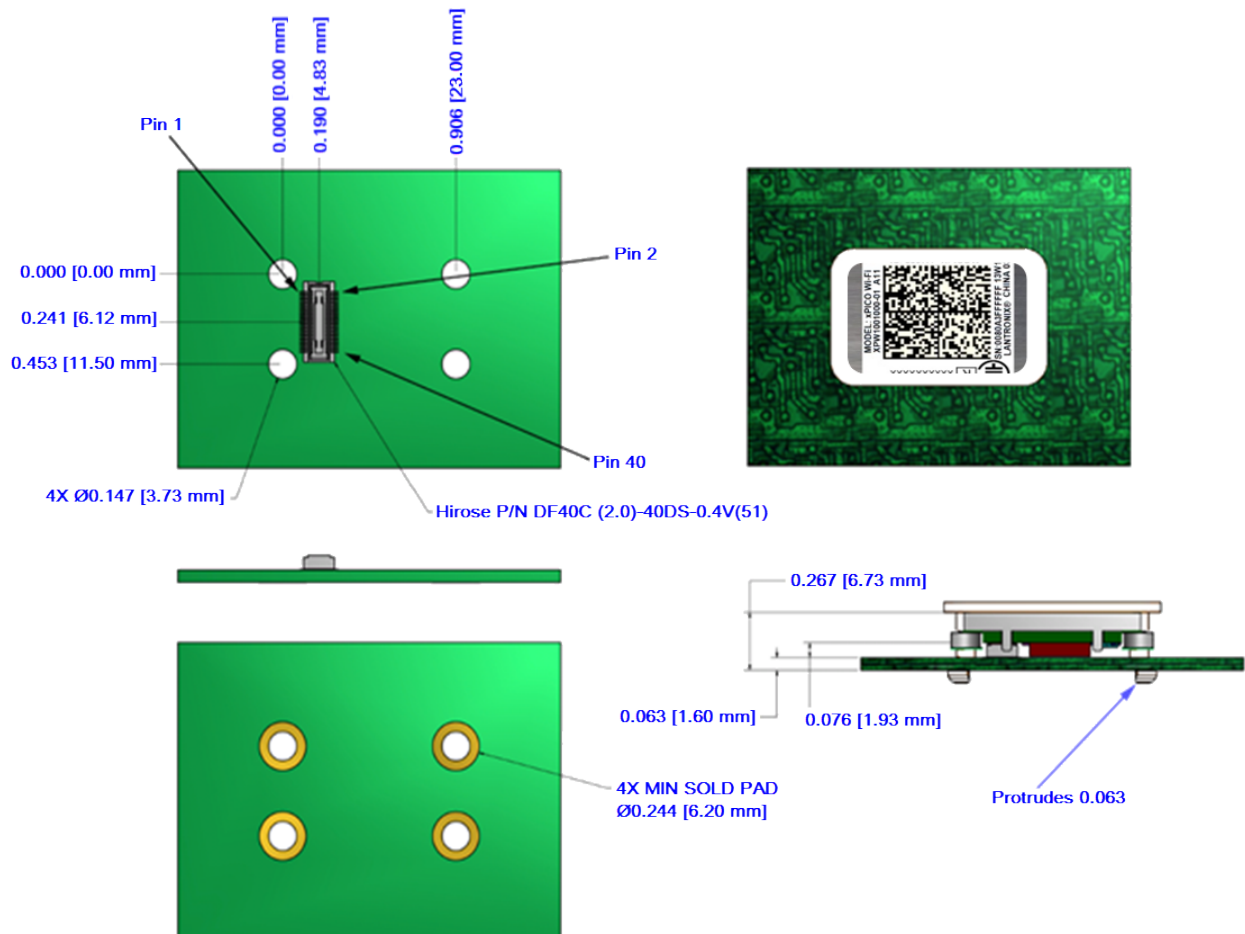 0.000 [0.00 mm]
0.190 [4.83 mm]
0.906 [23.00 mm]
Pin 1
Pin 2
0.000 [0.00 mm]
0.241 [6.12 mm]
0.453 [11.50 mm]
Pin 40
4X Ø0.147 [3.73 mm]
Hirose P/N DF40C (2.0)-40DS-0.4V(51)
MODEL: xPICO WI-FI
XPW1001000-01 A11
SN:0080A3FFFFFF 13W1
LANTRONIX® CHINA 0
0.267 [6.73 mm]
0.063 [1.60 mm]
0.076 [1.93 mm]
Protrudes 0.063
4X MIN SOLD PAD
Ø0.244 [6.20 mm]